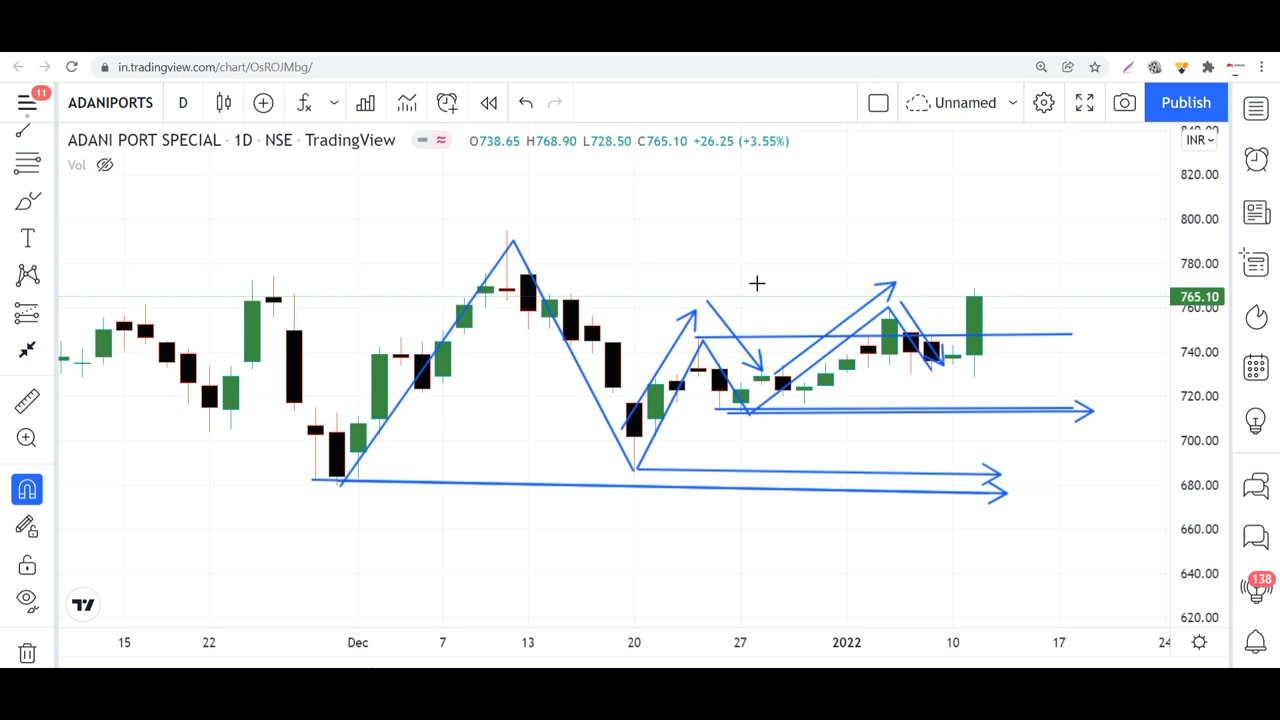 in.tradingview.com/chart/OsROJMbg/
11
ADANIPORTS D Unnamed Publish
ADANI PORT SPECIAL · 1D · NSE · TradingView O738.65 H768.90 L728.50 C765.10 +26.25 (+3.55%)
Vol
INR
820.00
800.00
780.00
765.10
760.00
740.00
720.00
700.00
680.00
660.00
640.00
620.00
138
15 22 Dec 7 13 20 27 2022 10 17 24